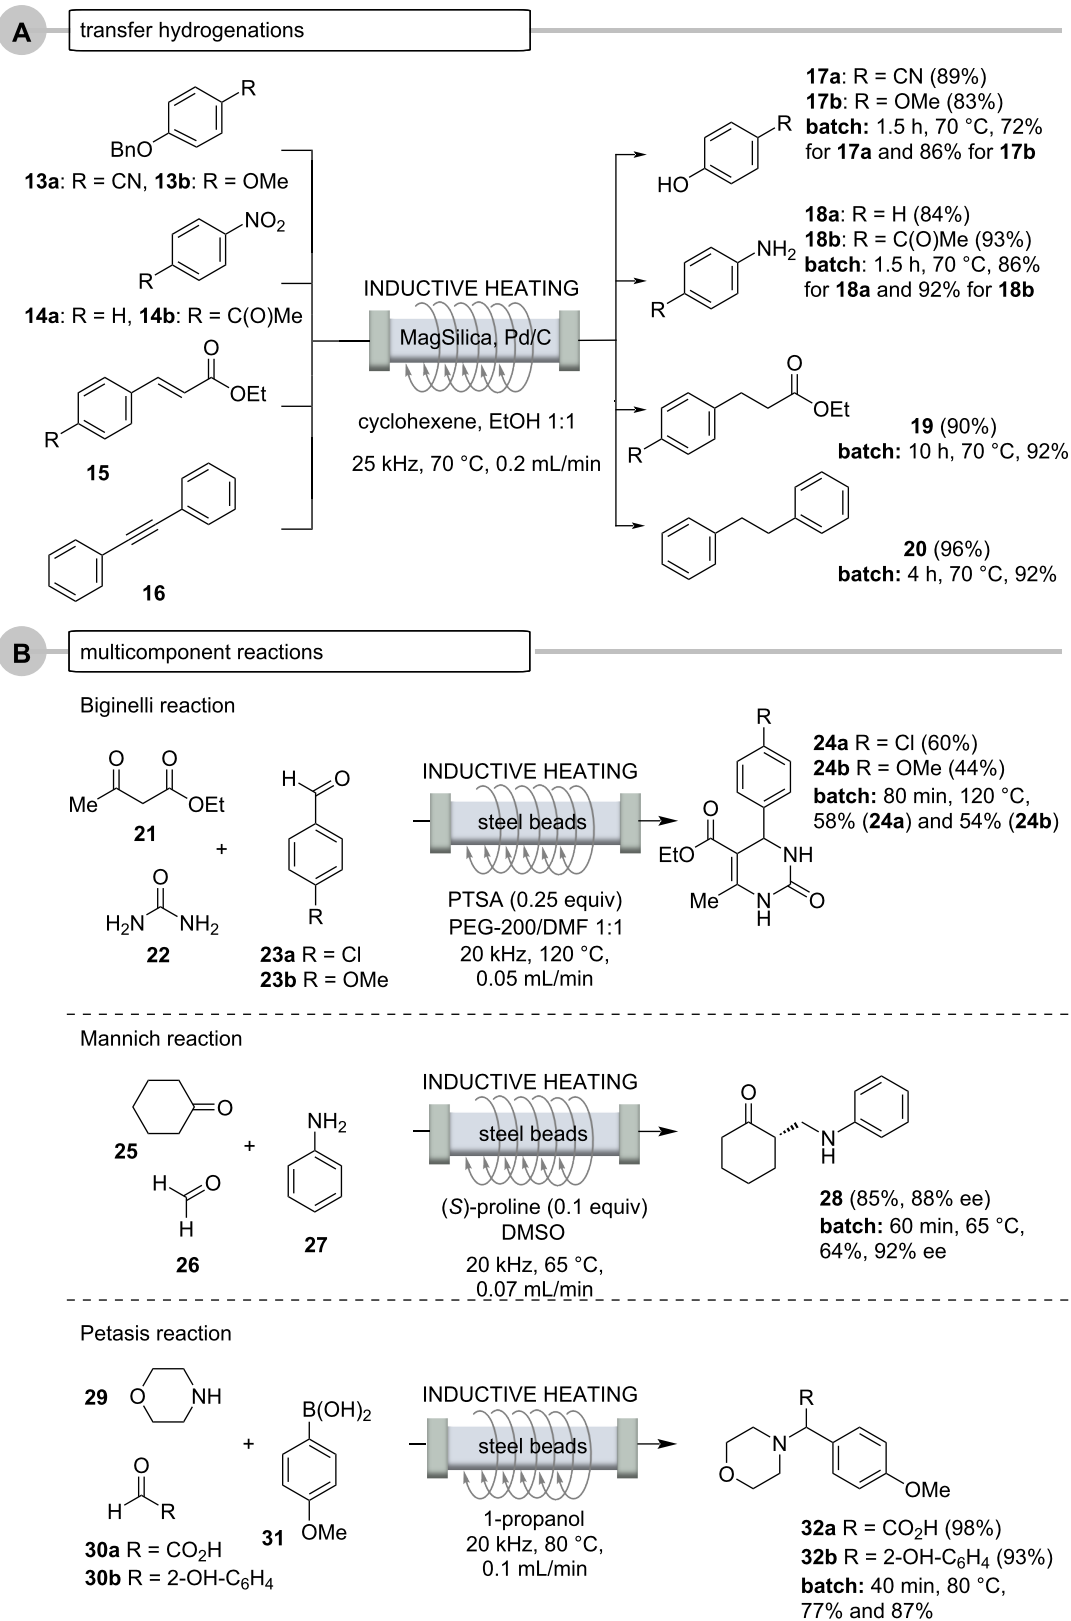 A
transfer hydrogenations
R
BnO
13a: R = CN, 13b: R = OMe
NO2
R
14a: R = H, 14b: R = C(O)Me
O
OEt
R
15
16
INDUCTIVE HEATING
MagSilica, Pd/C
cyclohexene, EtOH 1:1
25 kHz, 70 °C, 0.2 mL/min
R
HO
17a: R = CN (89%)
17b: R = OMe (83%)
batch: 1.5 h, 70 °C, 72%
for 17a and 86% for 17b
NH2
R
18a: R = H (84%)
18b: R = C(O)Me (93%)
batch: 1.5 h, 70 °C, 86%
for 18a and 92% for 18b
O
OEt
R
19 (90%)
batch: 10 h, 70 °C, 92%
20 (96%)
batch: 4 h, 70 °C, 92%
B
multicomponent reactions
Biginelli reaction
O O
Me OEt
21
+
O
H2N NH2
22
H O
R
23a R = Cl
23b R = OMe
INDUCTIVE HEATING
steel beads
PTSA (0.25 equiv)
PEG-200/DMF 1:1
20 kHz, 120 °C,
0.05 mL/min
R
O
EtO NH
Me N O
H
24a R = Cl (60%)
24b R = OMe (44%)
batch: 80 min, 120 °C,
58% (24a) and 54% (24b)
Mannich reaction
O
25
+
H O
H
26
NH2
27
INDUCTIVE HEATING
steel beads
(S)-proline (0.1 equiv)
DMSO
20 kHz, 65 °C,
0.07 mL/min
O
N
H
28 (85%, 88% ee)
batch: 60 min, 65 °C,
64%, 92% ee
Petasis reaction
29 O NH
+
O
H R
30a R = CO2H
30b R = 2-OH-C6H4
B(OH)2
31 OMe
INDUCTIVE HEATING
steel beads
1-propanol
20 kHz, 80 °C,
0.1 mL/min
R
N
O
OMe
32a R = CO2H (98%)
32b R = 2-OH-C6H4 (93%)
batch: 40 min, 80 °C,
77% and 87%